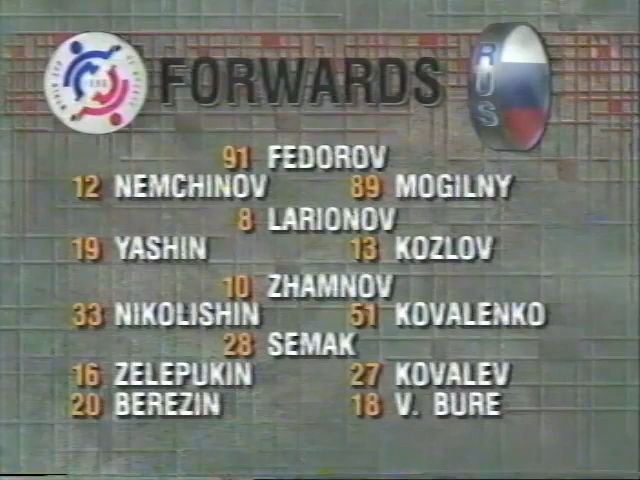 FORWARDS
RUS
91 FEDOROV
12 NEMCHINOV 89 MOGILNY
8 LARIONOV
19 YASHIN 13 KOZLOV
10 ZHAMNOV
33 NIKOLISHIN 51 KOVALENKO
28 SEMAK
16 ZELEPUKIN 27 KOVALEV
20 BEREZIN 18 V. BURE